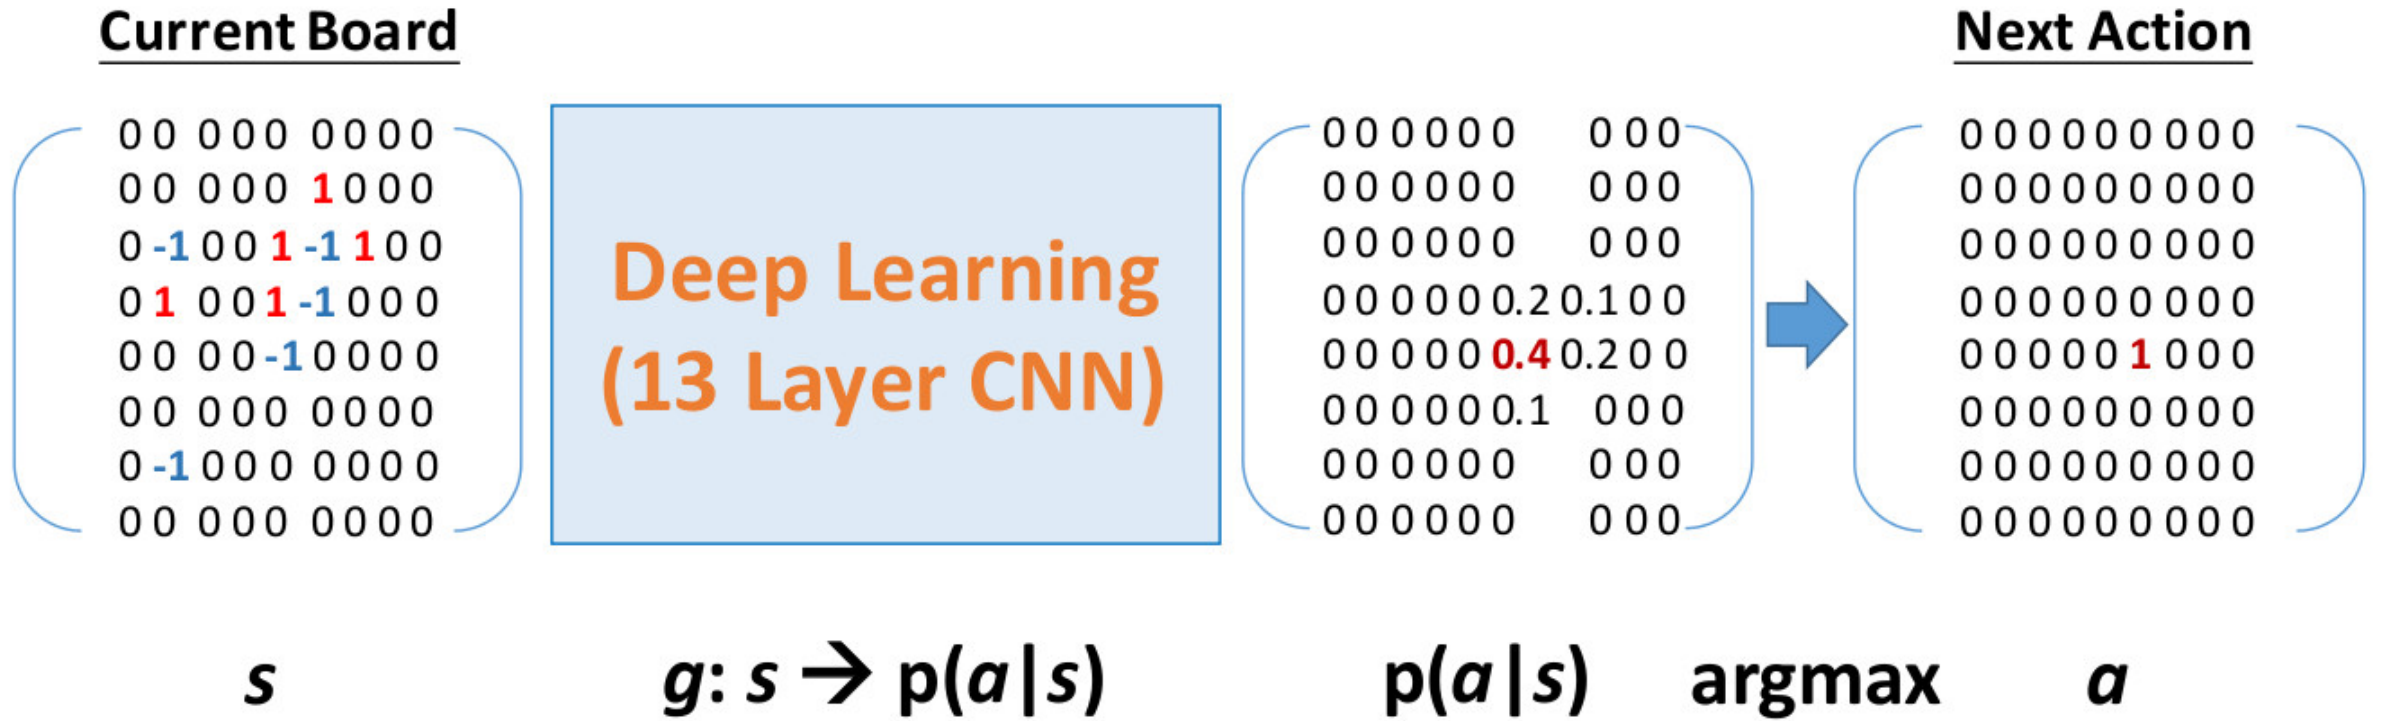 Current Board
Next Action
0 0 0 0 0 0 0 0 0
0 0 0 0 0 1 0 0 0
0 -1 0 0 1 -1 1 0 0
0 1 0 0 1 -1 0 0 0
0 0 0 0 -1 0 0 0 0
0 0 0 0 0 0 0 0 0
0 -1 0 0 0 0 0 0 0
0 0 0 0 0 0 0 0 0
Deep Learning
(13 Layer CNN)
0 0 0 0 0 0 0 0 0
0 0 0 0 0 0 0 0 0
0 0 0 0 0 0 0 0 0
0 0 0 0 0 0.2 0.1 0 0
0 0 0 0 0 0.4 0.2 0 0
0 0 0 0 0 0.1 0 0 0
0 0 0 0 0 0 0 0 0
0 0 0 0 0 0 0 0 0
0 0 0 0 0 0 0 0 0
0 0 0 0 0 0 0 0 0
0 0 0 0 0 0 0 0 0
0 0 0 0 0 0 0 0 0
0 0 0 0 0 1 0 0 0
0 0 0 0 0 0 0 0 0
0 0 0 0 0 0 0 0 0
0 0 0 0 0 0 0 0 0
s
g: s → p(a|s)
p(a|s)
argmax
a